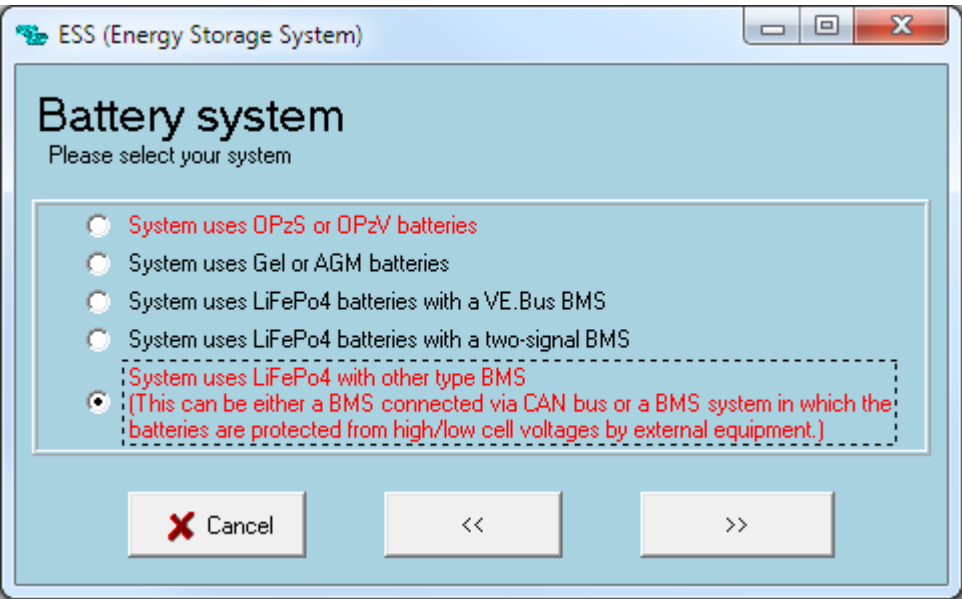 ESS (Energy Storage System)
Battery system
Please select your system
System uses OPzS or OPzV batteries
System uses Gel or AGM batteries
System uses LiFePo4 batteries with a VE.Bus BMS
System uses LiFePo4 batteries with a two-signal BMS
System uses LiFePo4 with other type BMS
(This can be either a BMS connected via CAN bus or a BMS system in which the
batteries are protected from high/low cell voltages by external equipment.)
Cancel
<<
>>